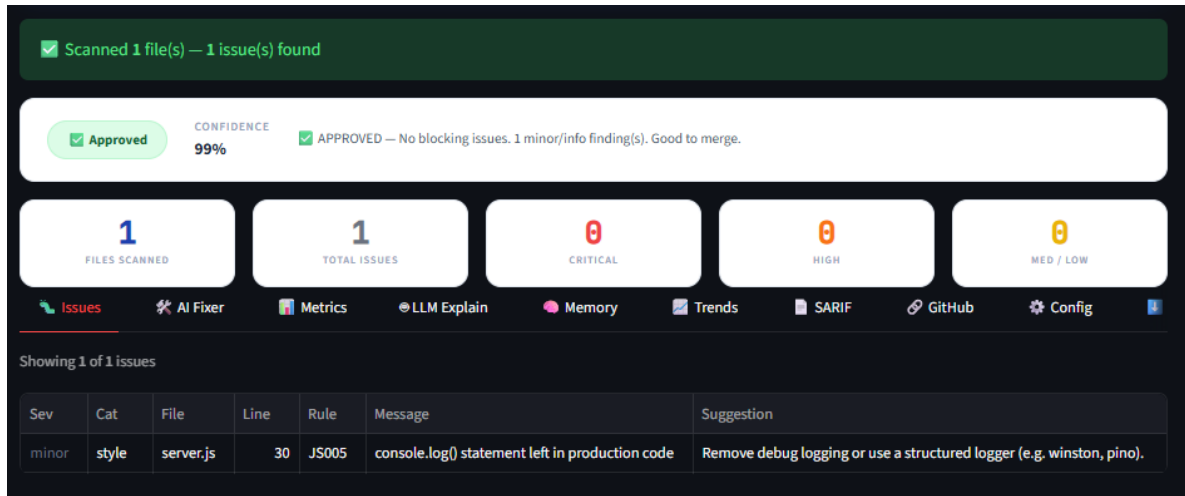 ✅ Scanned 1 file(s) — 1 issue(s) found
✅ Approved
CONFIDENCE
99%
✅ APPROVED — No blocking issues. 1 minor/info finding(s). Good to merge.
1
FILES SCANNED
1
TOTAL ISSUES
0
CRITICAL
0
HIGH
0
MED / LOW
Issues
AI Fixer
Metrics
LLM Explain
Memory
Trends
SARIF
GitHub
Config
Showing 1 of 1 issues
Sev Cat File Line Rule Message Suggestion
minor style server.js 30 JS005 console.log() statement left in production code Remove debug logging or use a structured logger (e.g. winston, pino).